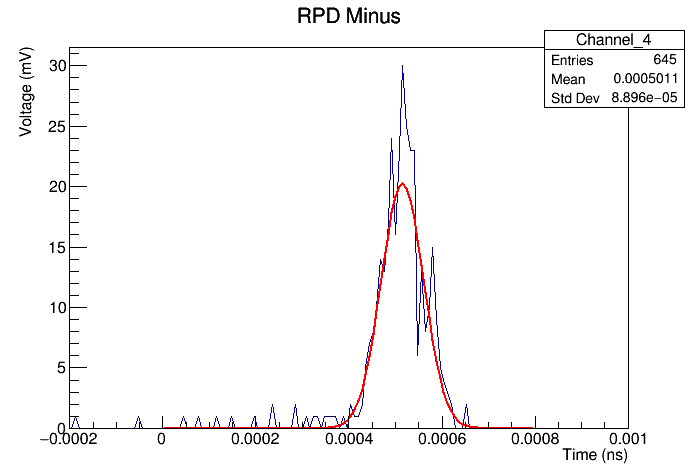 RPD Minus
Channel_4
Entries 645
Mean 0.0005011
Std Dev 8.896e−05
Voltage (mV)
30
25
20
15
10
5
0
−0.0002 0 0.0002 0.0004 0.0006 0.0008 0.001
Time (ns)